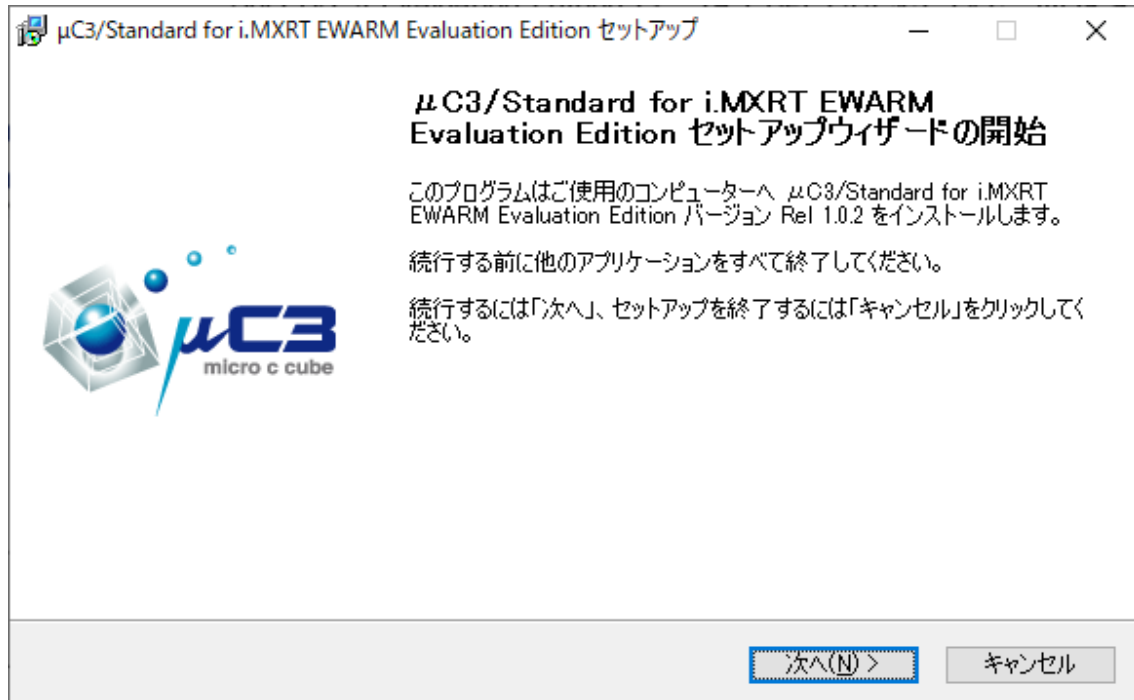 μC3/Standard for i.MXRT EWARM Evaluation Edition セットアップ
μC3/Standard for i.MXRT EWARM
Evaluation Edition セットアップウィザードの開始
このプログラムはご使用のコンピューターへ μC3/Standard for i.MXRT
EWARM Evaluation Edition バージョン Rel 1.0.2 をインストールします。
続行する前に他のアプリケーションをすべて終了してください。
続行するには「次へ」、セットアップを終了するには「キャンセル」をクリックしてく
ださい。
μC3
micro c cube
次へ(N) >
キャンセル